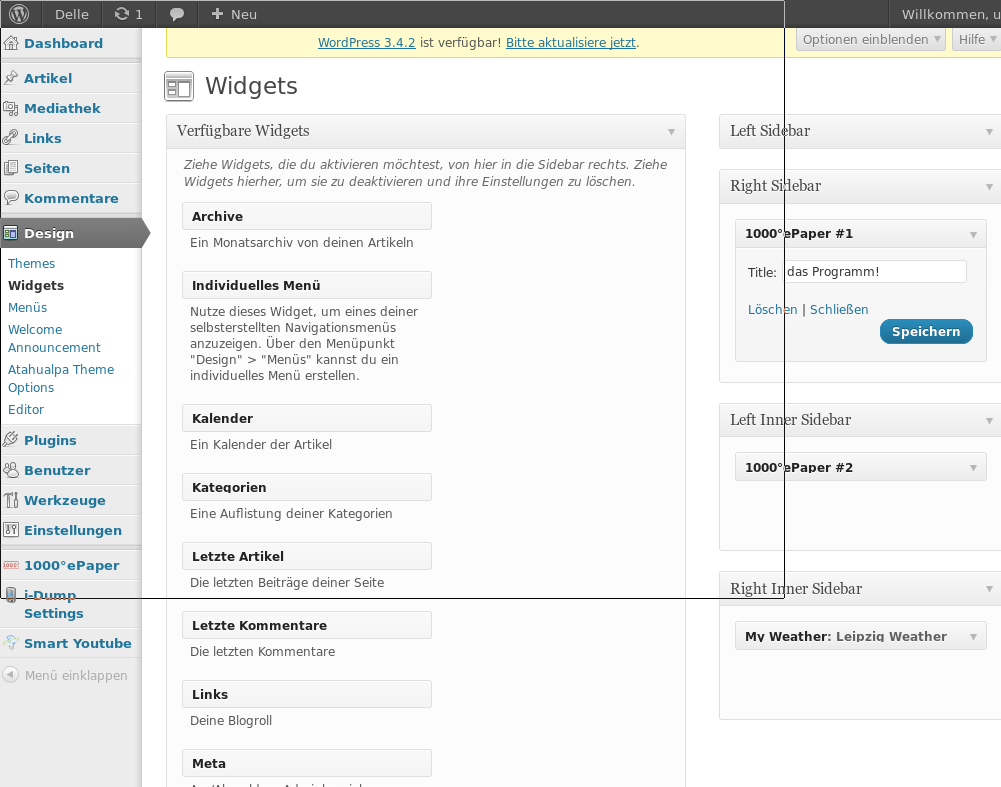 Delle
1
Neu
Willkommen, u
Dashboard
Artikel
Mediathek
Links
Seiten
Kommentare
Design
Themes
Widgets
Menüs
Welcome
Announcement
Atahualpa Theme
Options
Editor
Plugins
Benutzer
Werkzeuge
Einstellungen
1000°ePaper
i-Dump
Settings
Smart Youtube
Menü einklappen
WordPress 3.4.2 ist verfügbar! Bitte aktualisiere jetzt.
Optionen einblenden
Hilfe
Widgets
Verfügbare Widgets
Ziehe Widgets, die du aktivieren möchtest, von hier in die Sidebar rechts. Ziehe
Widgets hierher, um sie zu deaktivieren und ihre Einstellungen zu löschen.
Archive
Ein Monatsarchiv von deinen Artikeln
Individuelles Menü
Nutze dieses Widget, um eines deiner
selbsterstellten Navigationsmenüs
anzuzeigen. Über den Menüpunkt
"Design" > "Menüs" kannst du ein
individuelles Menü erstellen.
Kalender
Ein Kalender der Artikel
Kategorien
Eine Auflistung deiner Kategorien
Letzte Artikel
Die letzten Beiträge deiner Seite
Letzte Kommentare
Die letzten Kommentare
Links
Deine Blogroll
Meta
Left Sidebar
Right Sidebar
1000°ePaper #1
Title: das Programm!
Löschen | Schließen
Speichern
Left Inner Sidebar
1000°ePaper #2
Right Inner Sidebar
My Weather: Leipzig Weather